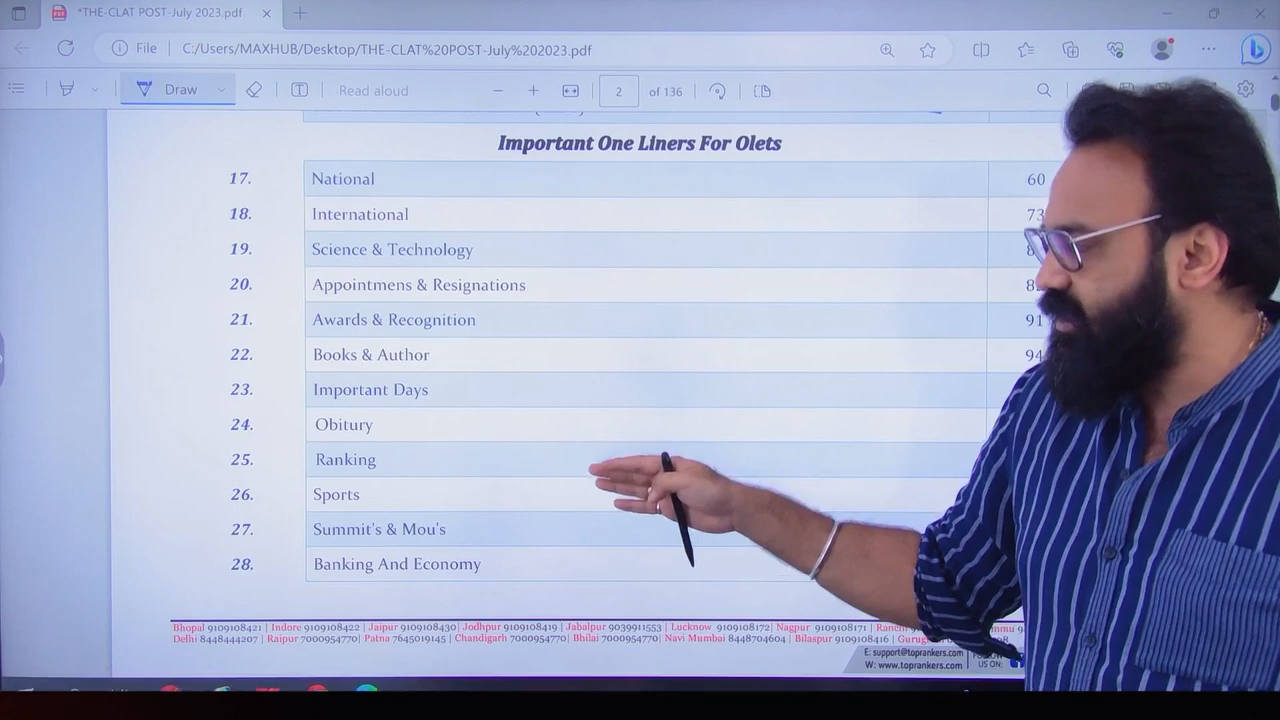 *THE-CLAT POST-July 2023.pdf
File | C:/Users/MAXHUB/Desktop/THE-CLAT%20POST-July%202023.pdf
Draw
Read aloud
2 of 136
Important One Liners For Olets
17. National 60
18. International 73
19. Science & Technology
20. Appointmens & Resignations
21. Awards & Recognition 91
22. Books & Author 94
23. Important Days
24. Obitury
25. Ranking
26. Sports
27. Summit's & Mou's
28. Banking And Economy
Bhopal 9109108421 | Indore 9109108422 | Jaipur 9109108430| Jodhpur 9109108419 | Jabalpur 9039911553 | Lucknow 9109108172| Nagpur 9109108171 |
Delhi 8448444207 | Raipur 7000954770| Patna 7645019145 | Chandigarh 7000954770| Bhilai 7000954770| Navi Mumbai 8448704604 | Bilaspur 9109108416 |
E: support@toprankers.com
W: www.toprankers.com
US ON: